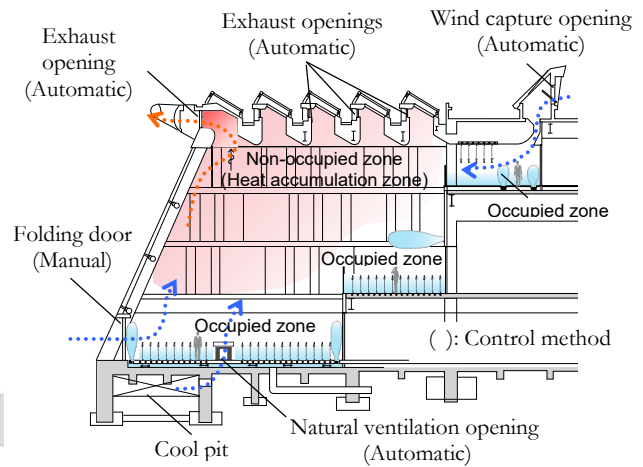 Exhaust
opening
(Automatic)
Exhaust openings
(Automatic)
Wind capture opening
(Automatic)
Non-occupied zone
(Heat accumulation zone)
Occupied zone
Folding door
(Manual)
Occupied zone
Occupied zone
( ): Control method
Cool pit
Natural ventilation opening
(Automatic)